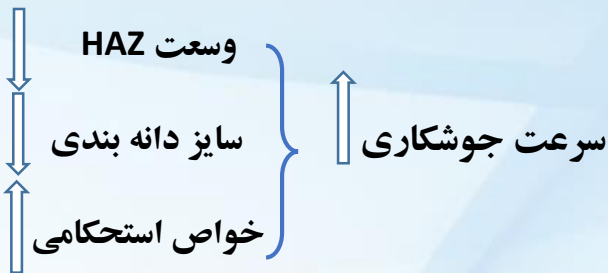 وسعت HAZ
سایز دانه بندی
سرعت جوشکاری
خواص استحکامی